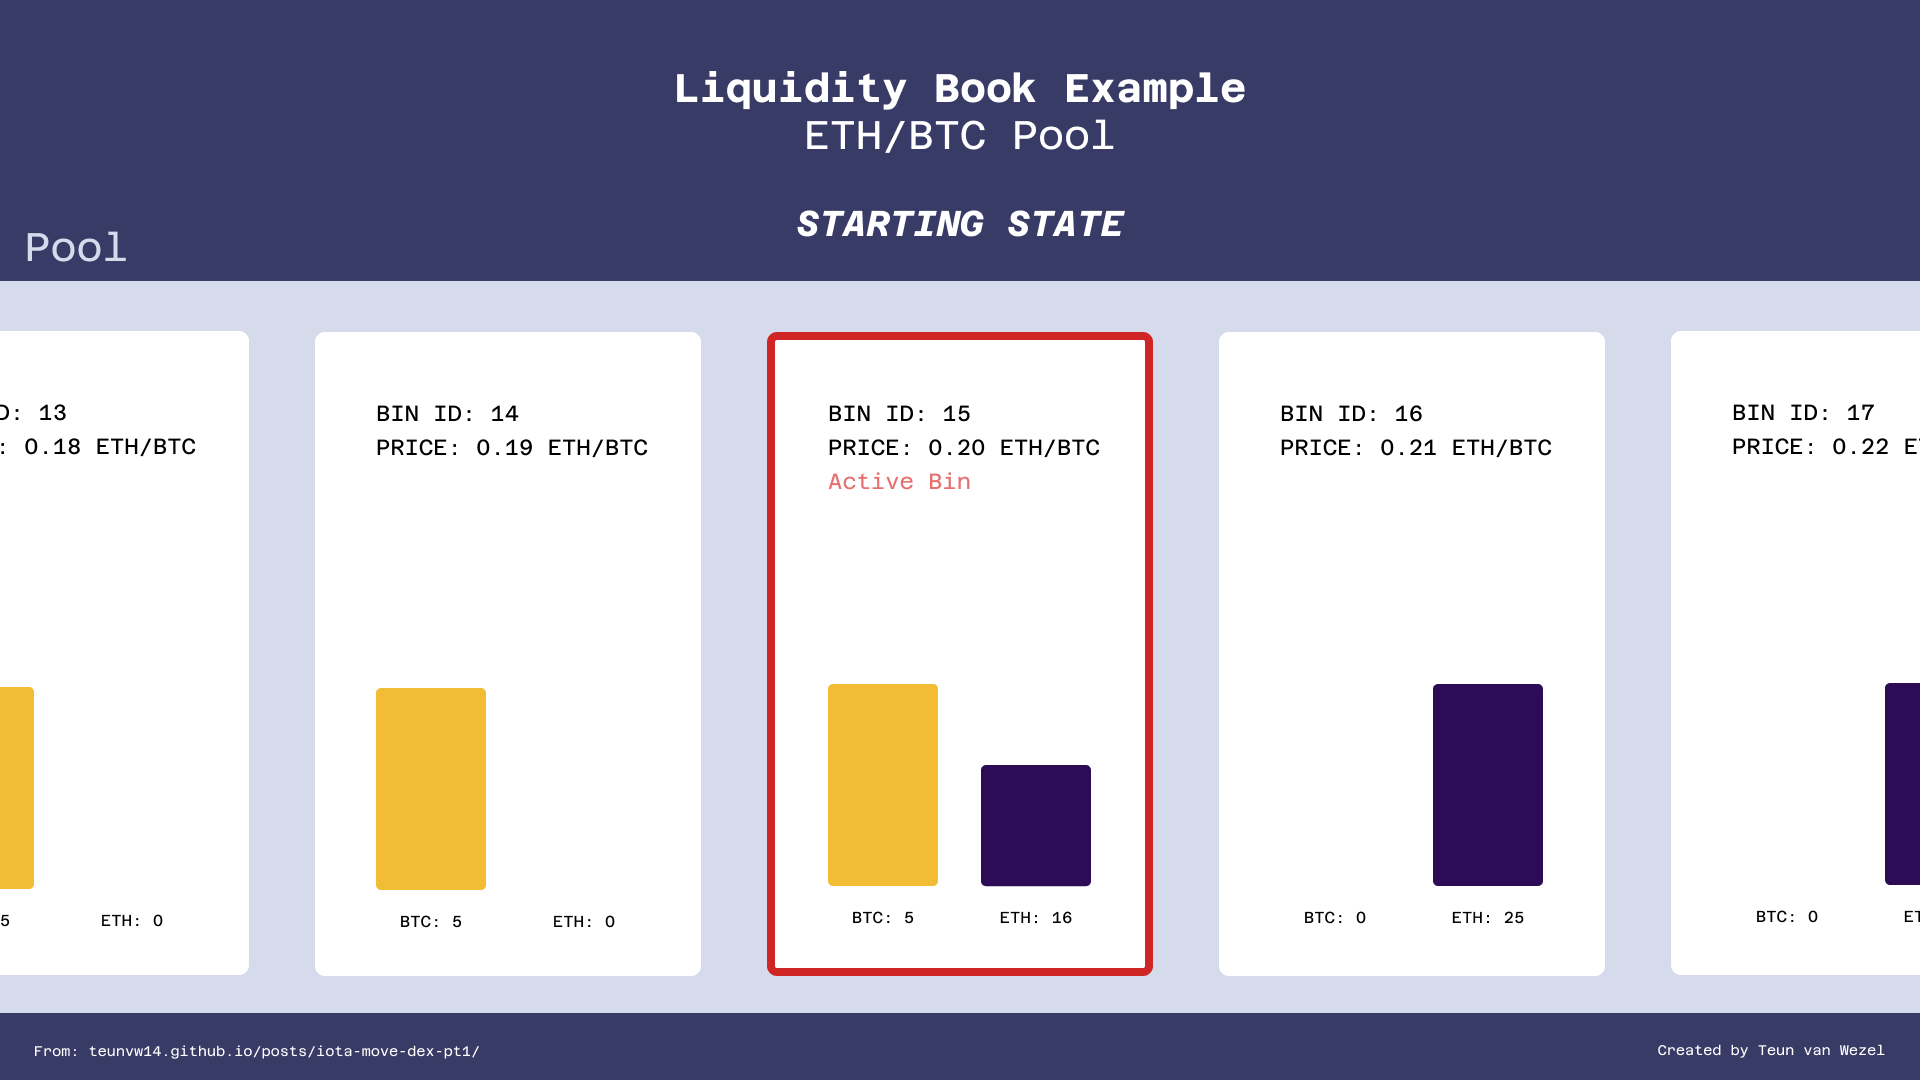 Liquidity Book Example
ETH/BTC Pool
STARTING STATE
Pool
D: 13
: 0.18 ETH/BTC
5
ETH: 0
BIN ID: 14
PRICE: 0.19 ETH/BTC
BTC: 5
ETH: 0
BIN ID: 15
PRICE: 0.20 ETH/BTC
Active Bin
BTC: 5
ETH: 16
BIN ID: 16
PRICE: 0.21 ETH/BTC
BTC: 0
ETH: 25
BIN ID: 17
PRICE: 0.22 E
BTC: 0
ET
From: teunvw14.github.io/posts/iota-move-dex-pt1/
Created by Teun van Wezel